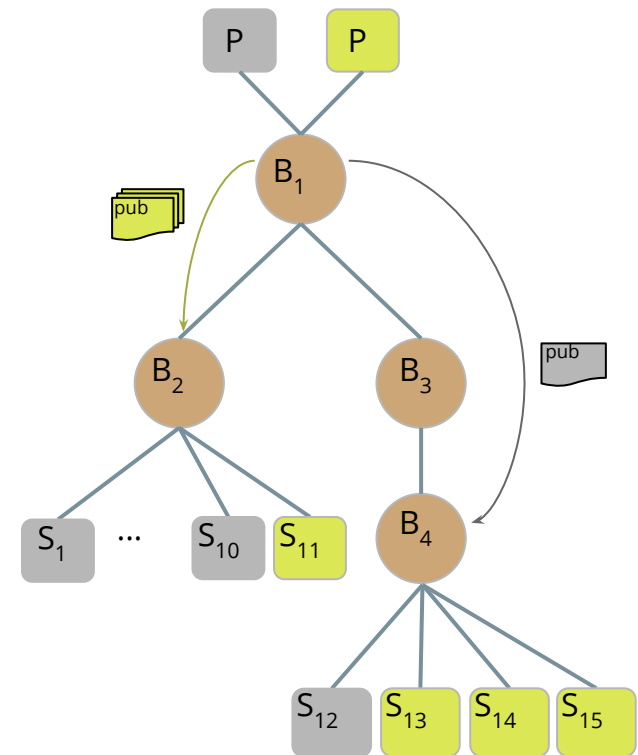 P P
B1
pub
pub
B2 B3
B4
S1 ... S10 S11
S12 S13 S14 S15